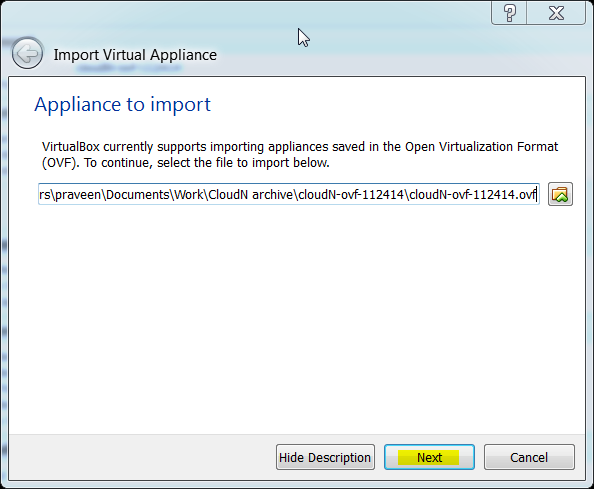 Import Virtual Appliance
Appliance to import
VirtualBox currently supports importing appliances saved in the Open Virtualization Format
(OVF). To continue, select the file to import below.
rs\praveen\Documents\Work\CloudN archive\cloudN-ovf-112414\cloudN-ovf-112414.ovf
Hide Description
Next
Cancel